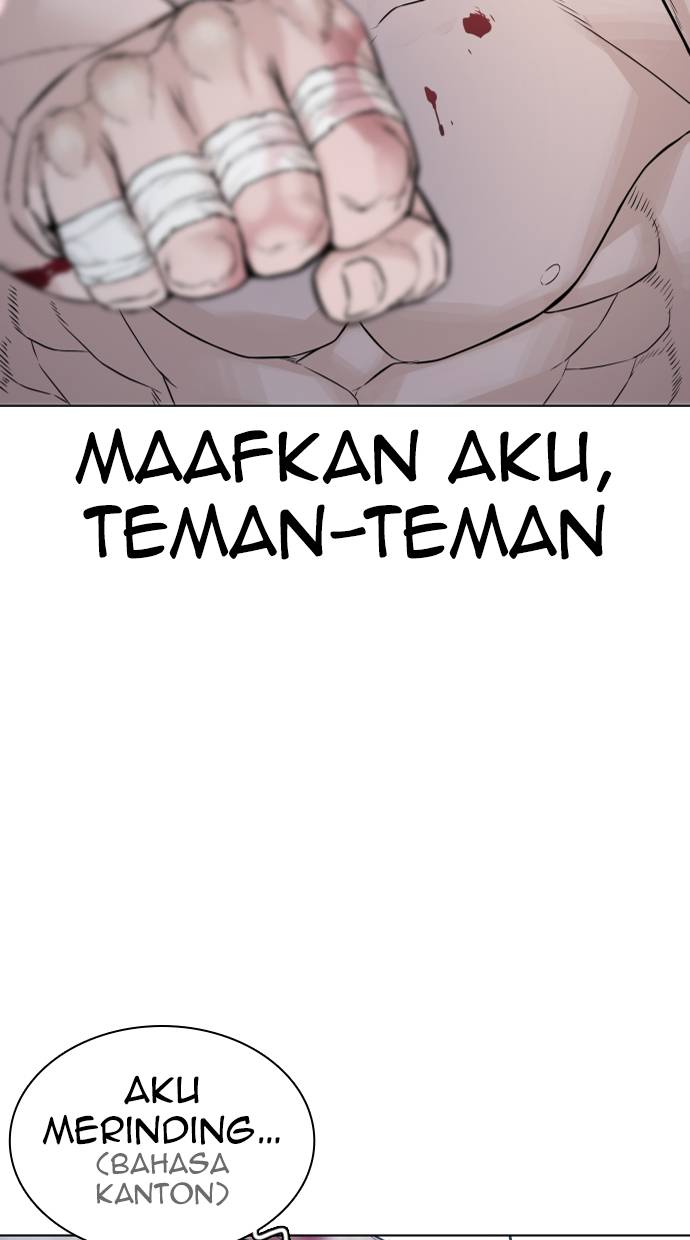 MAAFKAN AKU,
TEMAN-TEMAN
AKU
MERINDING...
(BAHASA
KANTON)